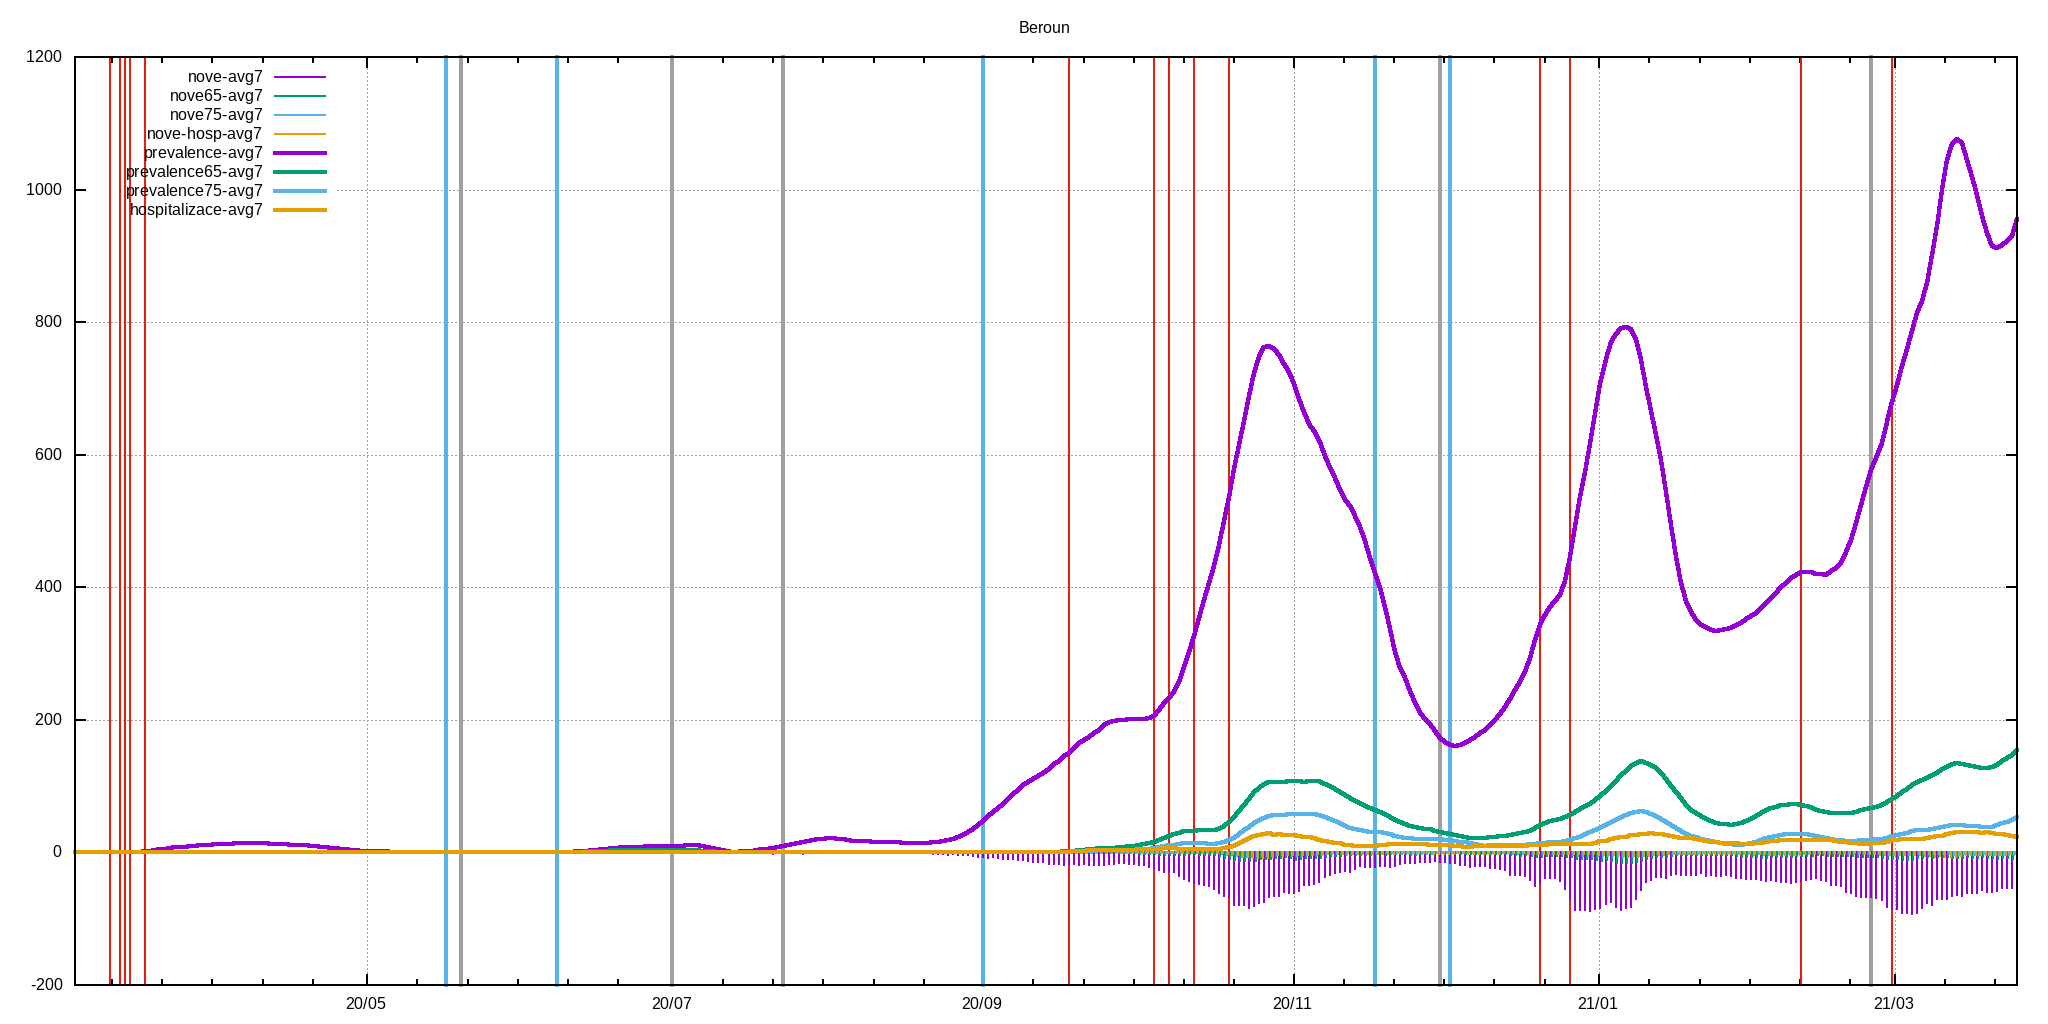 Beroun
1200
1000
800
600
400
200
0
-200
nove-avg7
nove65-avg7
nove75-avg7
nove-hosp-avg7
prevalence-avg7
prevalence65-avg7
prevalence75-avg7
hospitalizace-avg7
20/05 20/07 20/09 20/11 21/01 21/03